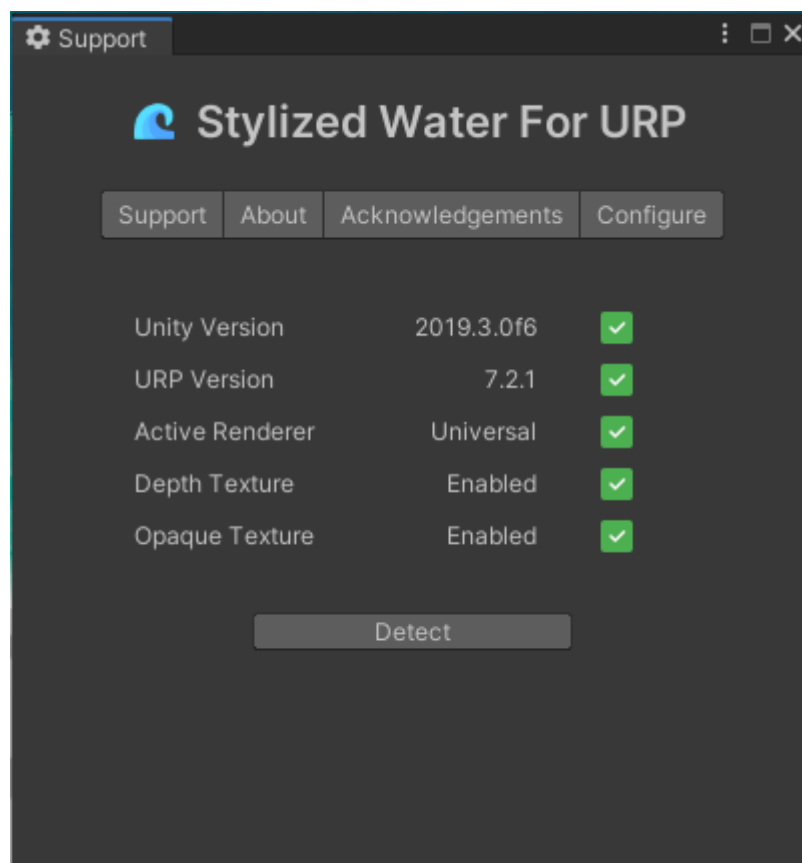 Support
Stylized Water For URP
Support About Acknowledgements Configure
Unity Version 2019.3.0f6
URP Version 7.2.1
Active Renderer Universal
Depth Texture Enabled
Opaque Texture Enabled
Detect